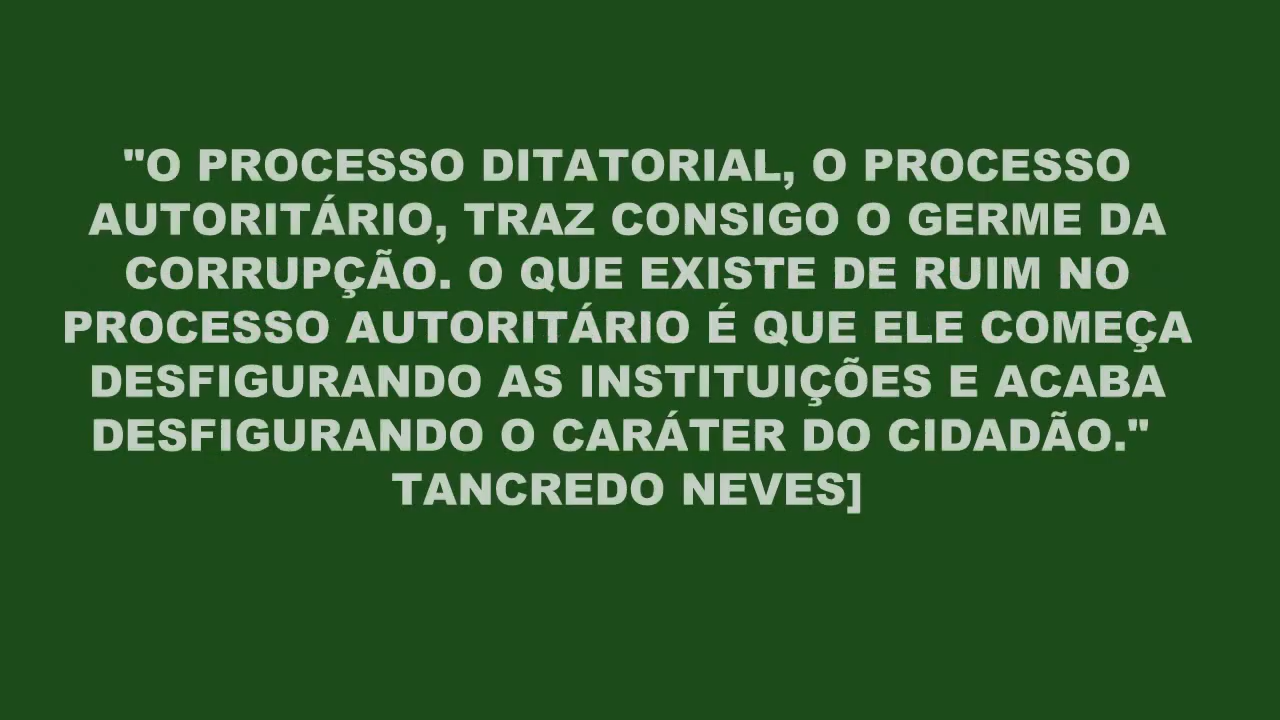 "O PROCESSO DITATORIAL, O PROCESSO
AUTORITÁRIO, TRAZ CONSIGO O GERME DA
CORRUPÇÃO. O QUE EXISTE DE RUIM NO
PROCESSO AUTORITÁRIO É QUE ELE COMEÇA
DESFIGURANDO AS INSTITUIÇÕES E ACABA
DESFIGURANDO O CARÁTER DO CIDADÃO."
TANCREDO NEVES]